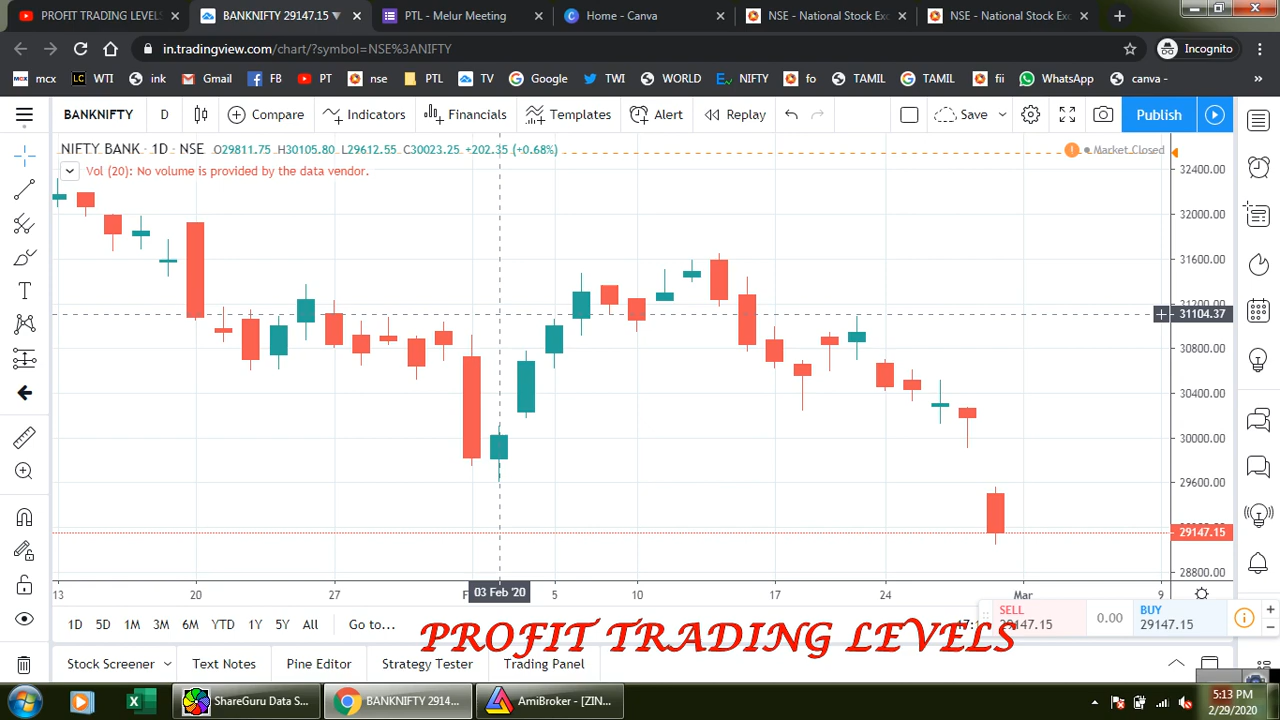 PROFIT TRADING LEVELS
BANKNIFTY 29147.15
PTL - Melur Meeting
Home - Canva
NSE - National Stock Exc
NSE - National Stock Exc
in.tradingview.com/chart/?symbol=NSE%3ANIFTY
Incognito
mcx WTI ink Gmail FB PT nse PTL TV Google TWI WORLD NIFTY fo TAMIL TAMIL fii WhatsApp canva - »
BANKNIFTY D Compare Indicators Financials Templates Alert Replay Save Publish
NIFTY BANK · 1D · NSE O29811.75 H30105.80 L29612.55 C30023.25 +202.35 (+0.68%)
Market Closed
Vol (20): No volume is provided by the data vendor.
32400.00
32000.00
31600.00
31200.00
31104.37
30800.00
30400.00
30000.00
29600.00
29147.15
28800.00
13 20 27 03 Feb '20 5 10 17 24 Mar 9
1D 5D 1M 3M 6M YTD 1Y 5Y All Go to...
SELL 29147.15
0.00
BUY 29147.15
PROFIT TRADING LEVELS
Stock Screener Text Notes Pine Editor Strategy Tester Trading Panel
ShareGuru Data S...
BANKNIFTY 2914...
AmiBroker - [ZIN...
5:13 PM
2/29/2020